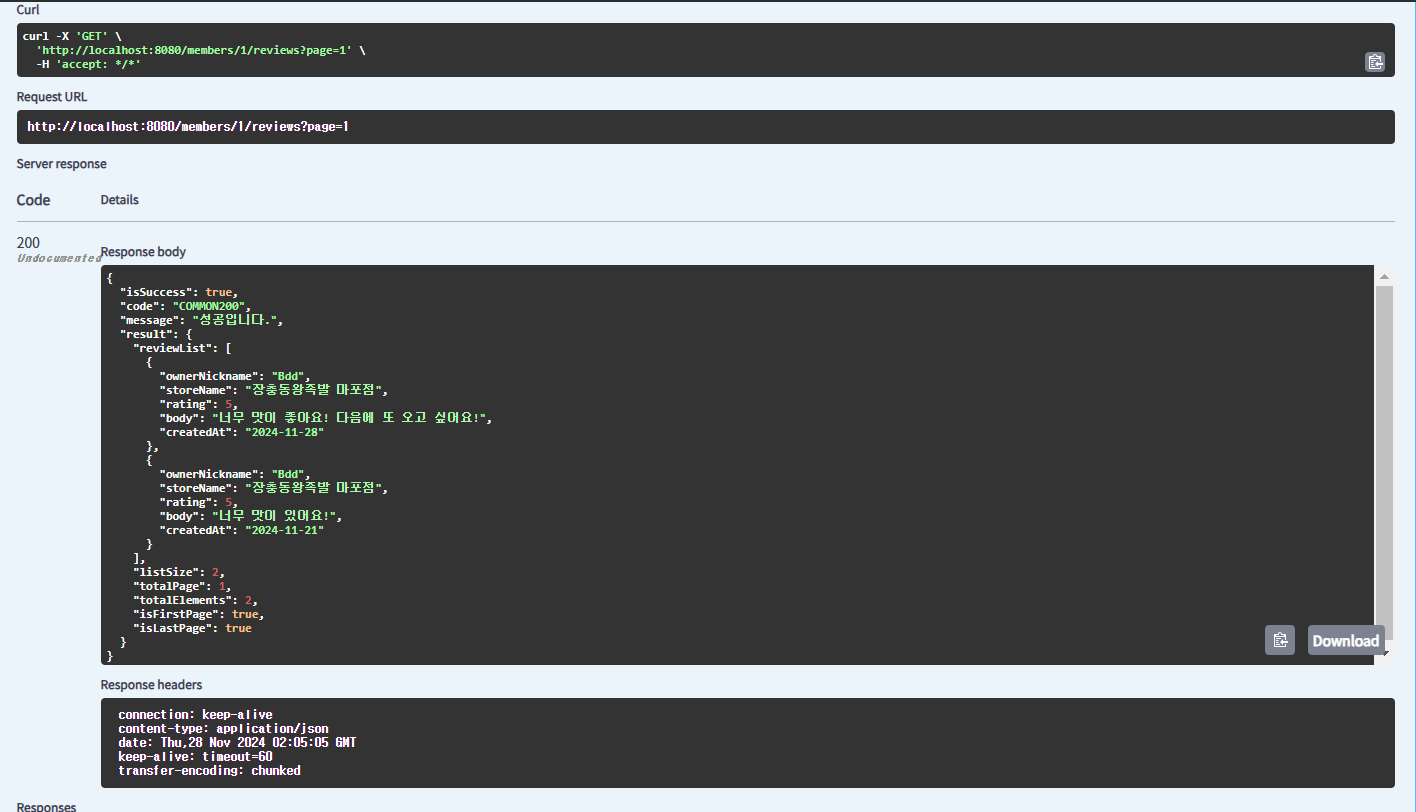 Curl
curl -X 'GET' \
  'http://localhost:8080/members/1/reviews?page=1' \
  -H 'accept: */*'
Request URL
http://localhost:8080/members/1/reviews?page=1
Server response
Code Details
200
Undocumented
Response body
{
  "isSuccess": true,
  "code": "COMMON200",
  "message": "성공입니다.",
  "result": {
    "reviewList": [
      {
        "ownerNickname": "Bdd",
        "storeName": "장충동왕족발 마포점",
        "rating": 5,
        "body": "너무 맛이 좋아요! 다음에 또 오고 싶어요!",
        "createdAt": "2024-11-28"
      },
      {
        "ownerNickname": "Bdd",
        "storeName": "장충동왕족발 마포점",
        "rating": 5,
        "body": "너무 맛이 있어요!",
        "createdAt": "2024-11-21"
      }
    ],
    "listSize": 2,
    "totalPage": 1,
    "totalElements": 2,
    "isFirstPage": true,
    "isLastPage": true
  }
}
Download
Response headers
connection: keep-alive
content-type: application/json
date: Thu,28 Nov 2024 02:05:05 GMT
keep-alive: timeout=60
transfer-encoding: chunked
Responses